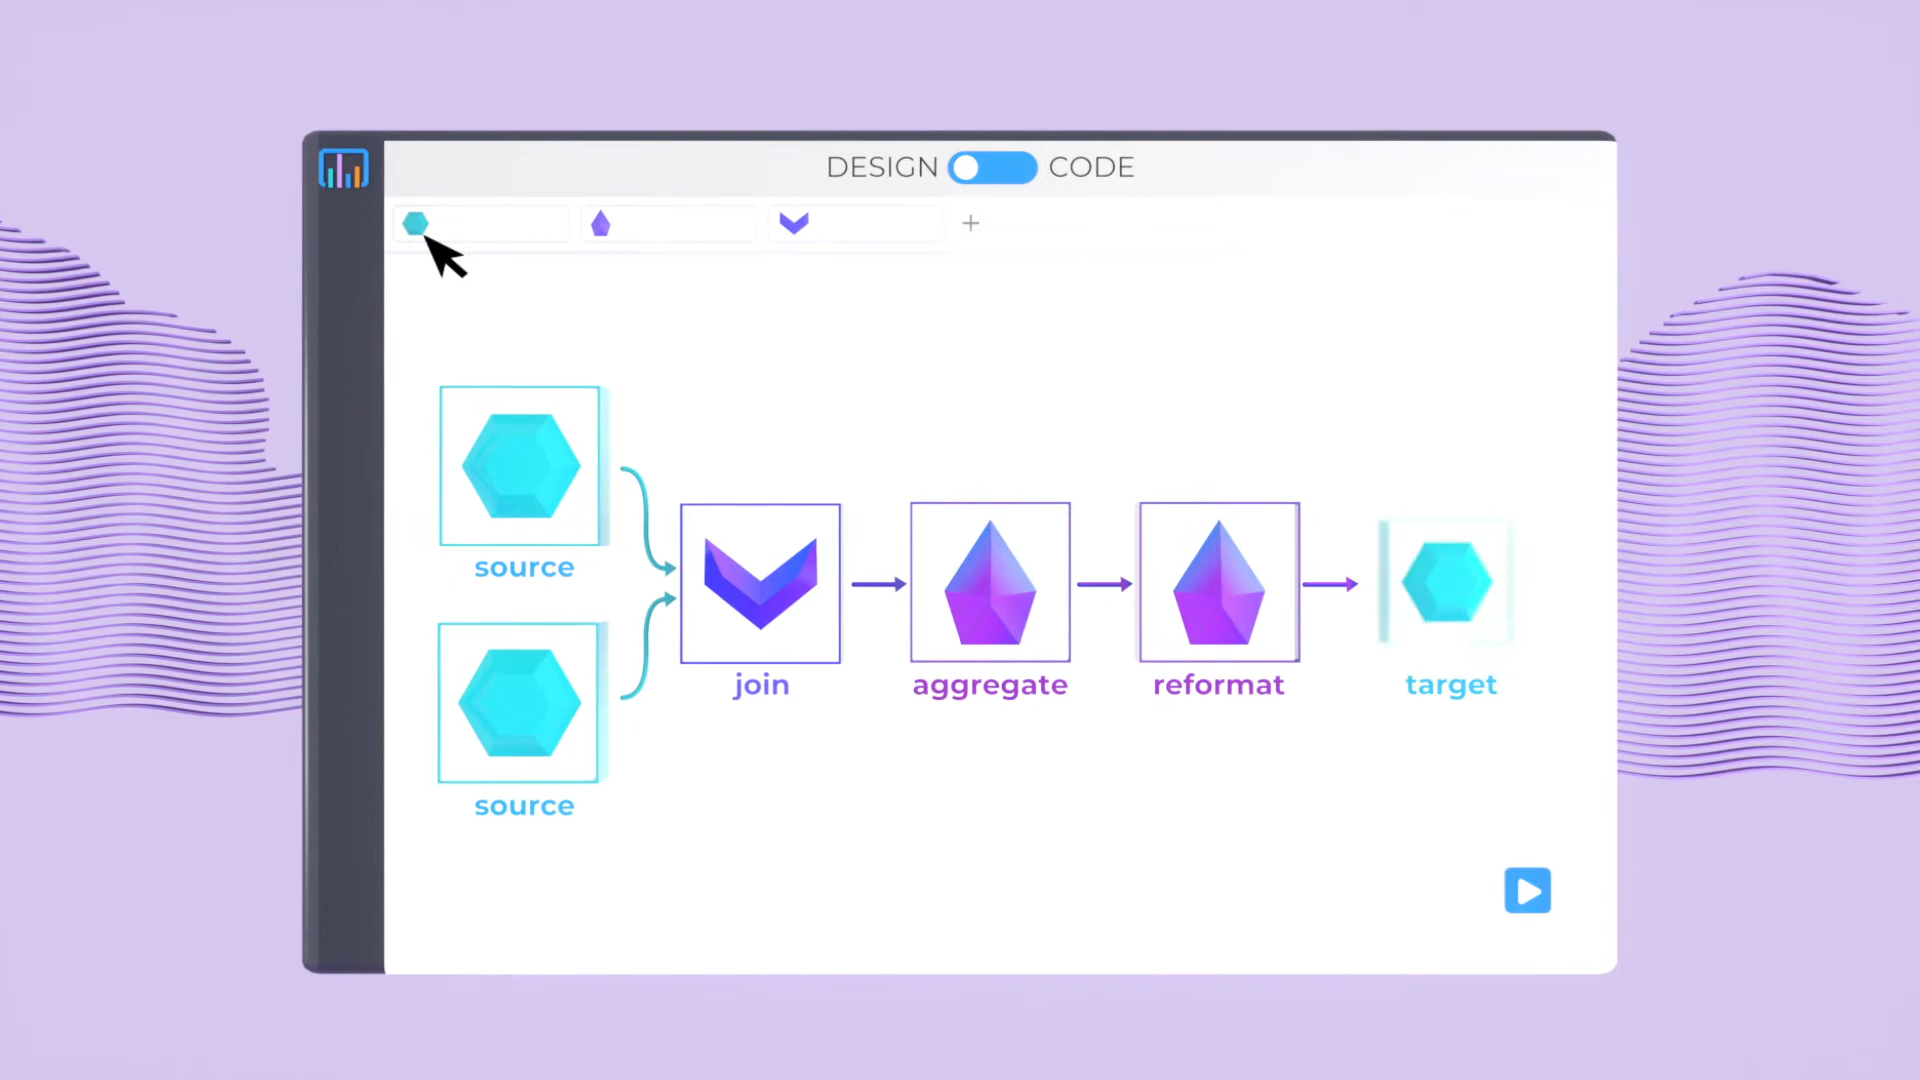 DESIGN CODE
source
source
join
aggregate
reformat
target